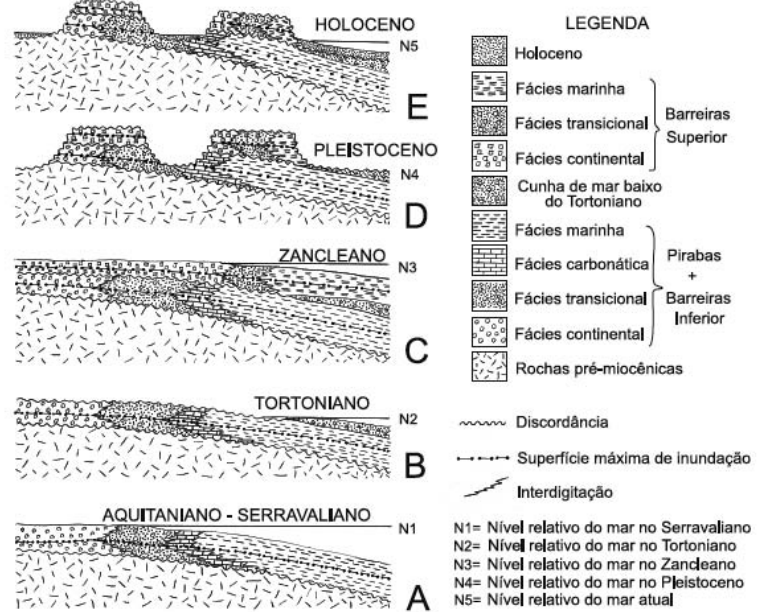 HOLOCENO
N5
E
PLEISTOCENO
N4
D
ZANCLEANO
N3
C
TORTONIANO
N2
B
AQUITANIANO - SERRAVALIANO
N1
A
LEGENDA
Holoceno
Fácies marinha
Fácies transicional
Fácies continental
Barreiras
Superior
Cunha de mar baixo
do Tortoniano
Fácies marinha
Fácies carbonática
Fácies transicional
Fácies continental
Pirabas
+
Barreiras
Inferior
Rochas pré-miocênicas
Discordância
Superfície máxima de inundação
Interdigitação
N1= Nível relativo do mar no Serravaliano
N2= Nível relativo do mar no Tortoniano
N3= Nível relativo do mar no Zancleano
N4= Nível relativo do mar no Pleistoceno
N5= Nível relativo do mar atual